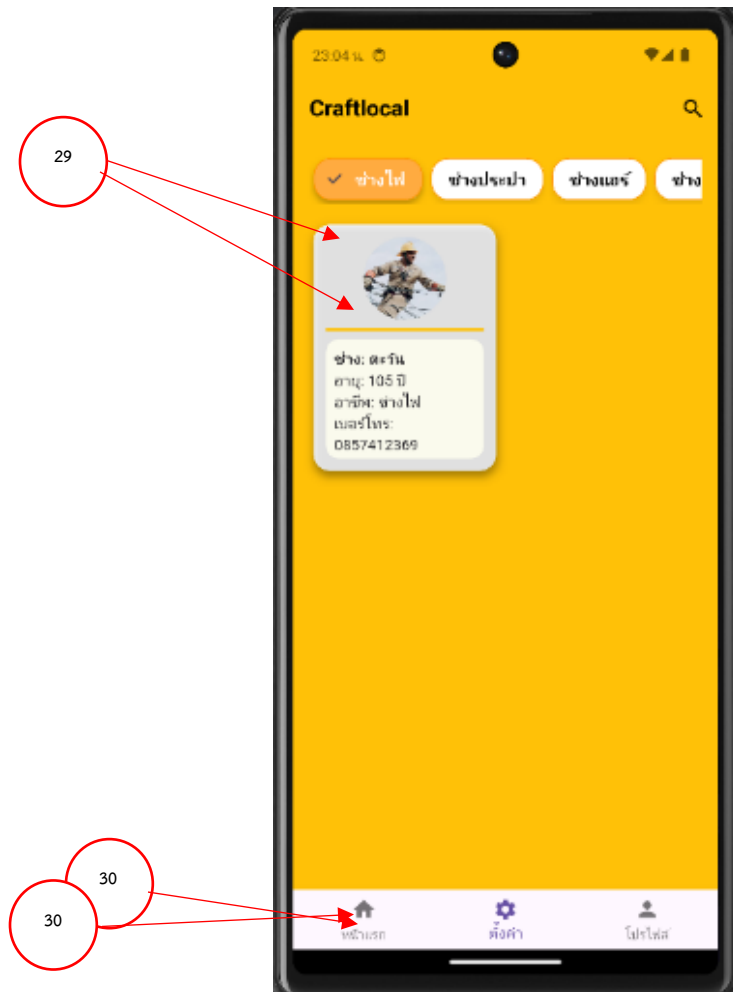 23:04 น.
Craftlocal
29
ช่างไฟ ช่างประปา ช่างแอร์ ช่าง
ช่าง: ตะวัน
อายุ: 105 ปี
อาชีพ: ช่างไฟ
เบอร์โทร:
0857412369
30
30
หน้าแรก ตั้งค่า โปรไฟล์